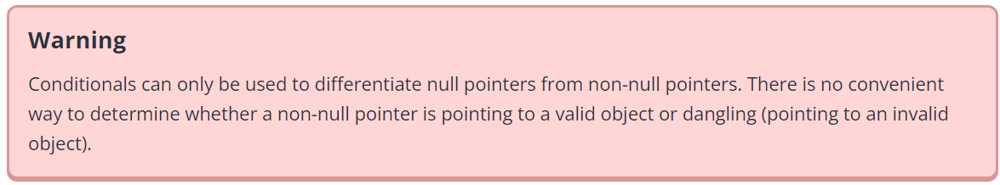 Warning
Conditionals can only be used to differentiate null pointers from non-null pointers. There is no convenient
way to determine whether a non-null pointer is pointing to a valid object or dangling (pointing to an invalid
object).